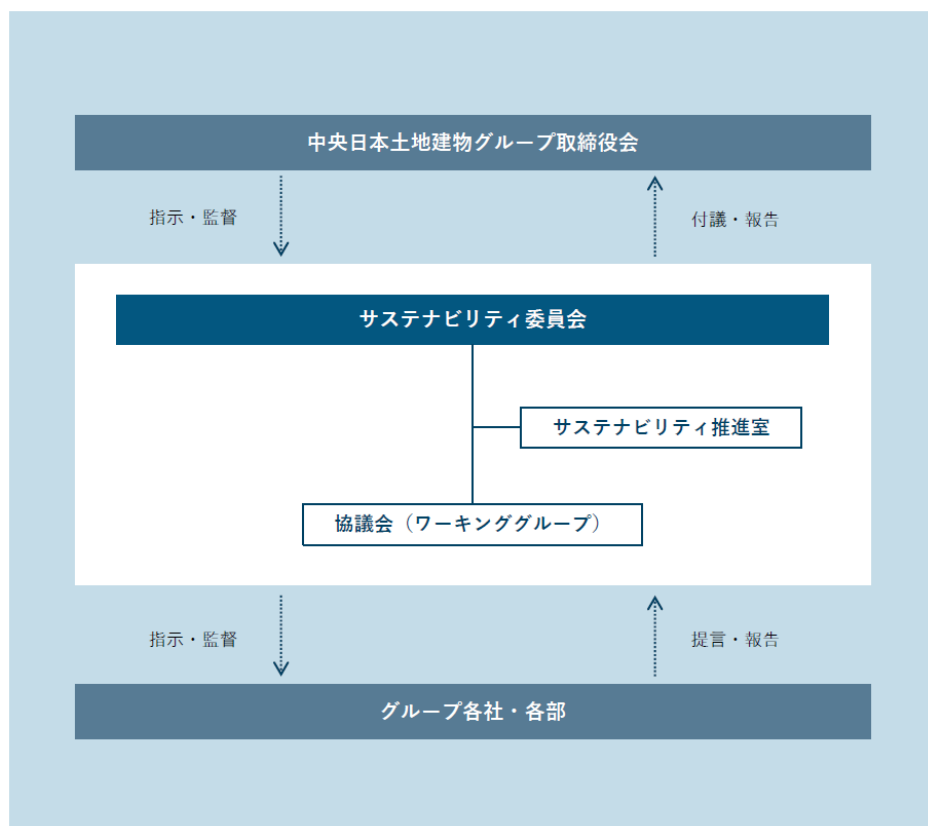 中央日本土地建物グループ取締役会
指示・監督
付議・報告
サステナビリティ委員会
サステナビリティ推進室
協議会（ワーキンググループ）
指示・監督
提言・報告
グループ各社・各部